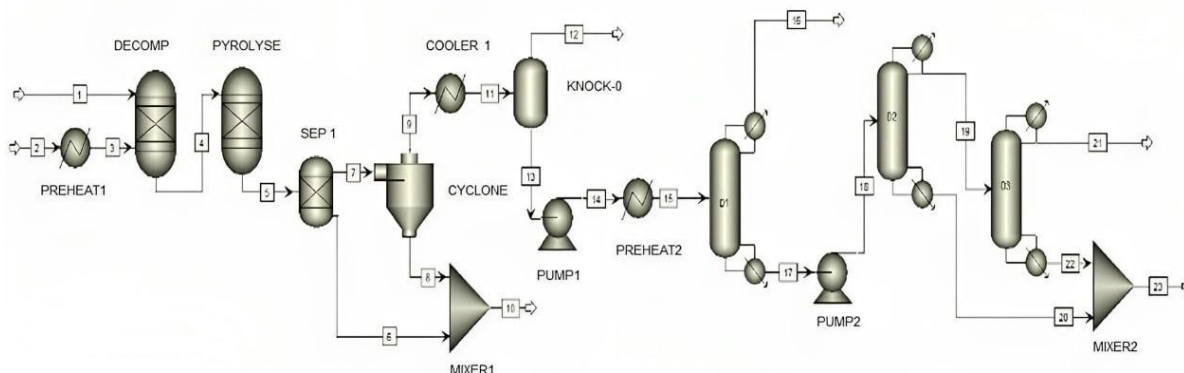 DECOMP
PYROLYSE
COOLER 1
12
KNOCK-0
16
D2
1
2
3
PREHEAT1
4
5
SEP 1
7
9
11
CYCLONE
13
14
15
PUMP1
PREHEAT2
D1
17
18
PUMP2
19
D3
21
22
20
23
MIXER2
8
6
10
MIXER1